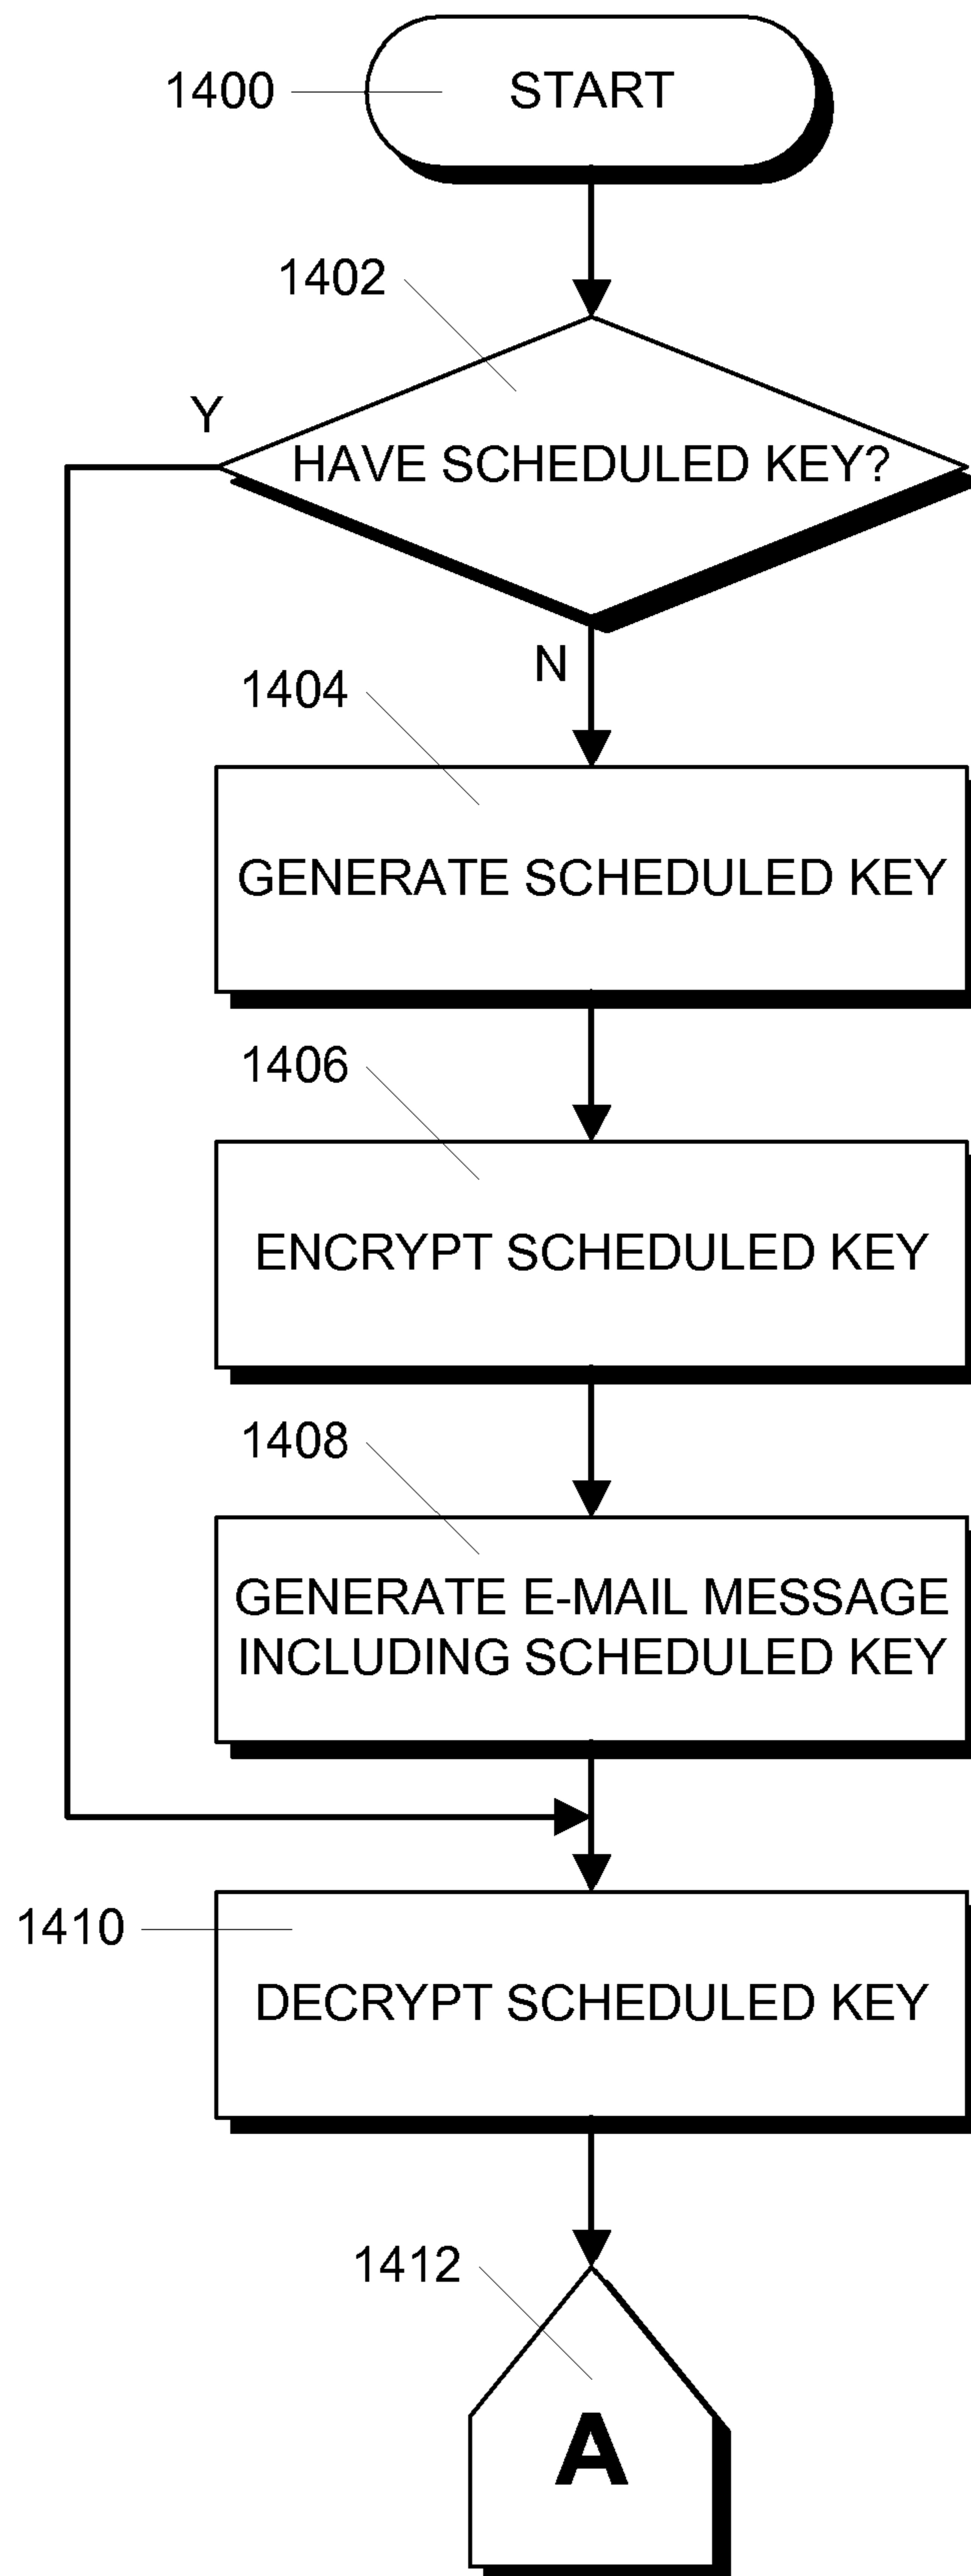 1400
START
1402
Y
HAVE SCHEDULED KEY?
N
1404
GENERATE SCHEDULED KEY
1406
ENCRYPT SCHEDULED KEY
1408
GENERATE E-MAIL MESSAGE
INCLUDING SCHEDULED KEY
1410
DECRYPT SCHEDULED KEY
1412
A